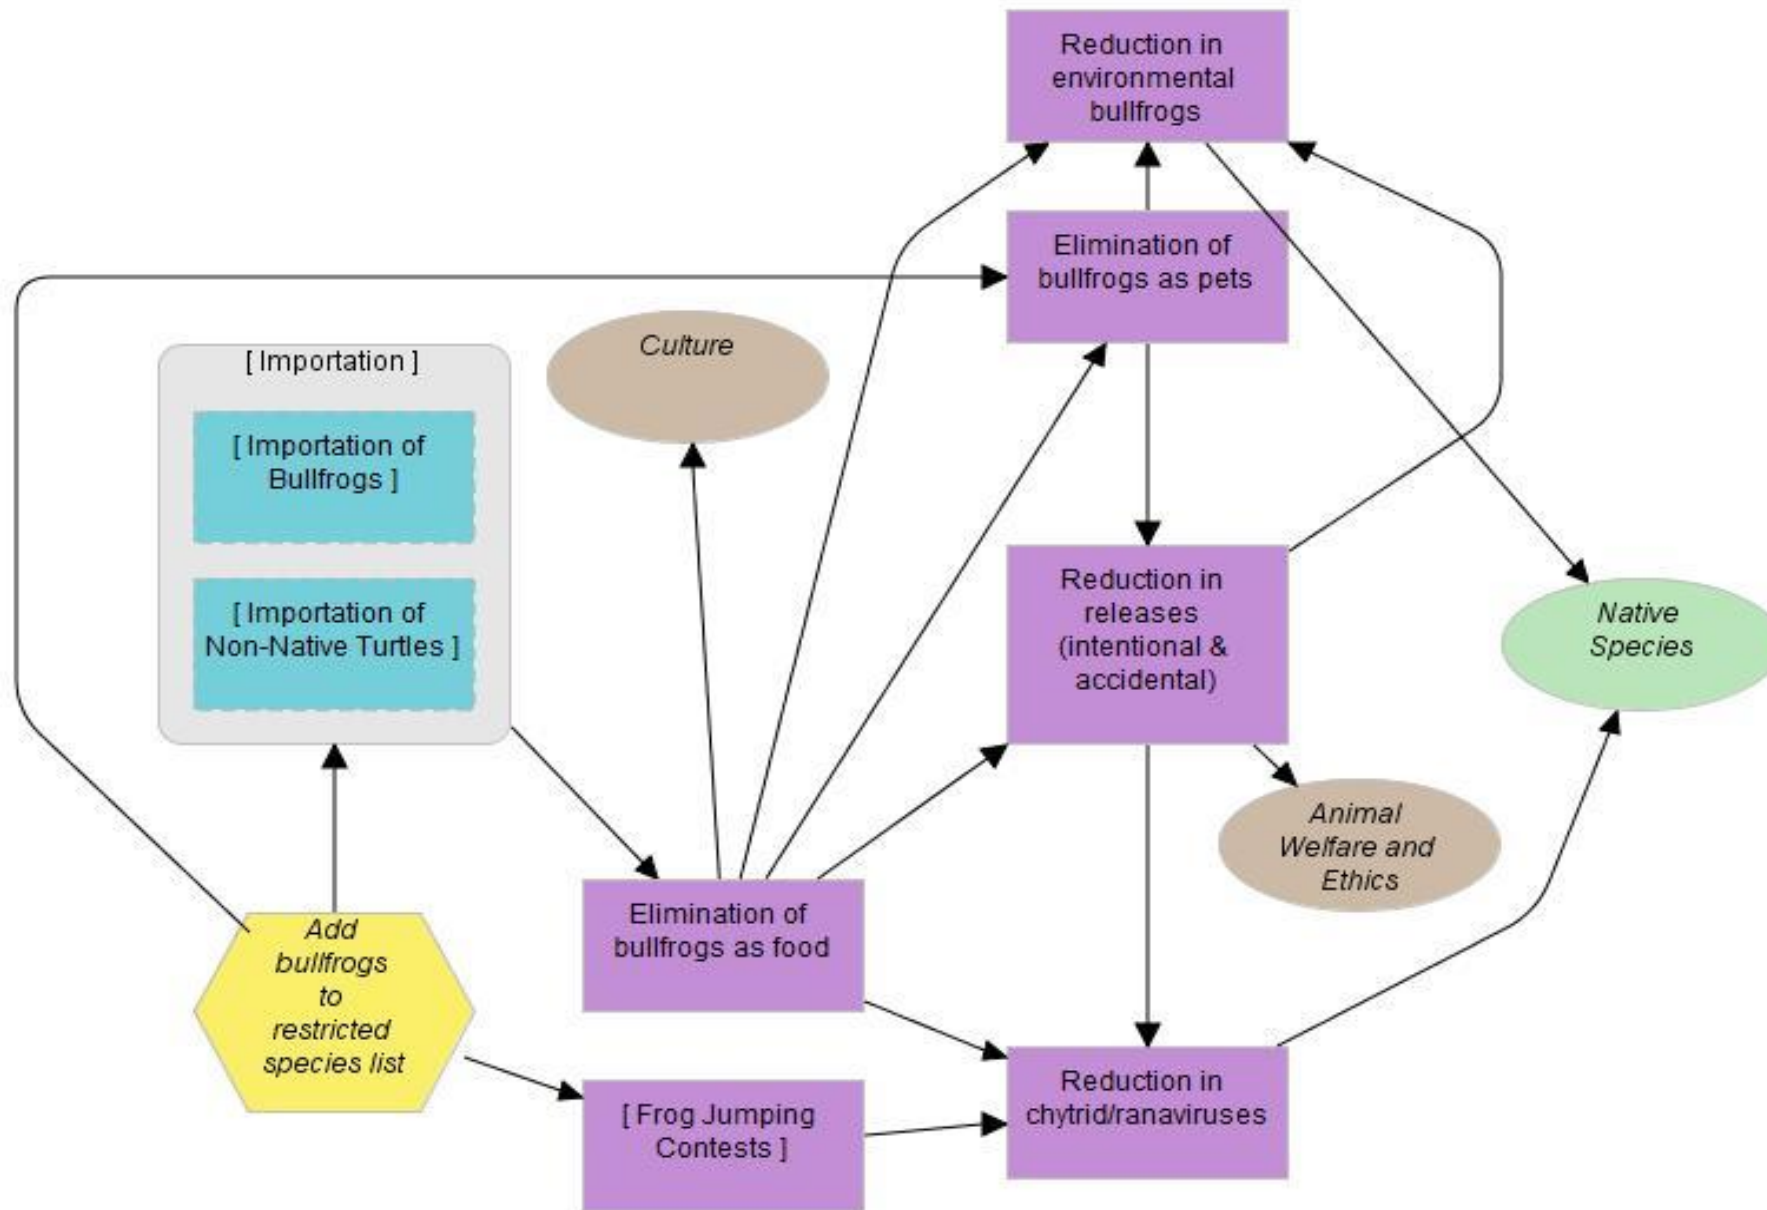 Reduction in
environmental
bullfrogs
Elimination of
bullfrogs as pets
Culture
[ Importation ]
[ Importation of
Bullfrogs ]
[ Importation of
Non-Native Turtles ]
Reduction in
releases
(intentional &
accidental)
Native
Species
Animal
Welfare and
Ethics
Elimination of
bullfrogs as food
Add
bullfrogs
to
restricted
species list
Reduction in
chytrid/ranaviruses
[ Frog Jumping
Contests ]